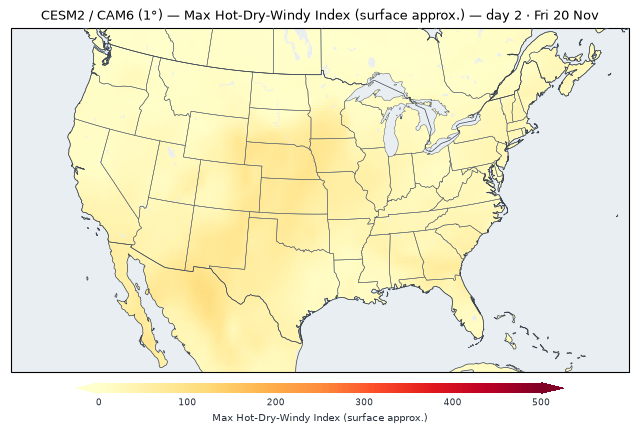 CESM2 / CAM6 (1°) — Max Hot-Dry-Windy Index (surface approx.) — day 2 · Fri 20 Nov
0 100 200 300 400 500
Max Hot-Dry-Windy Index (surface approx.)